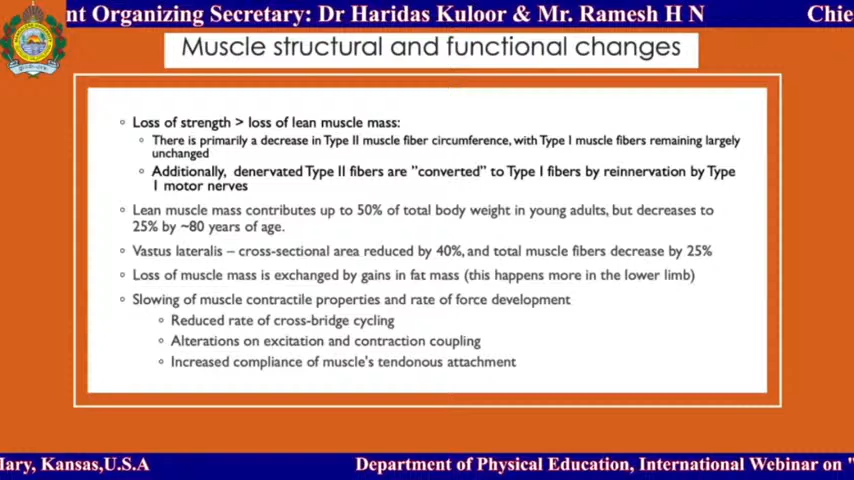 nt Organizing Secretary: Dr Haridas Kuloor & Mr. Ramesh H N
Chie
Muscle structural and functional changes
◦ Loss of strength > loss of lean muscle mass:
◦ There is primarily a decrease in Type II muscle fiber circumference, with Type I muscle fibers remaining largely
unchanged
◦ Additionally, denervated Type II fibers are "converted" to Type I fibers by reinnervation by Type
I motor nerves
◦ Lean muscle mass contributes up to 50% of total body weight in young adults, but decreases to
25% by ~80 years of age.
◦ Vastus lateralis – cross-sectional area reduced by 40%, and total muscle fibers decrease by 25%
◦ Loss of muscle mass is exchanged by gains in fat mass (this happens more in the lower limb)
◦ Slowing of muscle contractile properties and rate of force development
◦ Reduced rate of cross-bridge cycling
◦ Alterations on excitation and contraction coupling
◦ Increased compliance of muscle's tendonous attachment
Mary, Kansas,U.S.A
Department of Physical Education, International Webinar on "